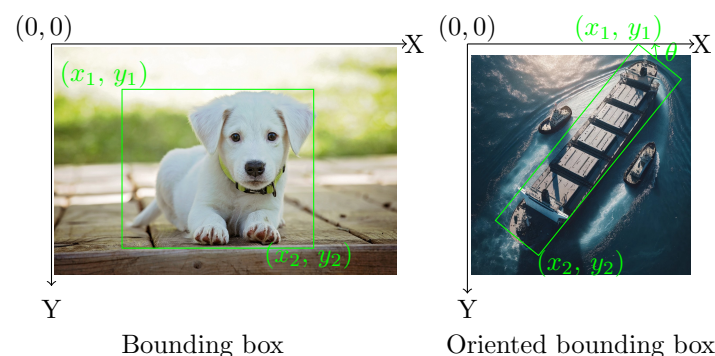 (0, 0)
X
(x₁, y₁)
(x₂, y₂)
Y
Bounding box
(0, 0)
(x₁, y₁)
X
θ
(x₂, y₂)
Y
Oriented bounding box